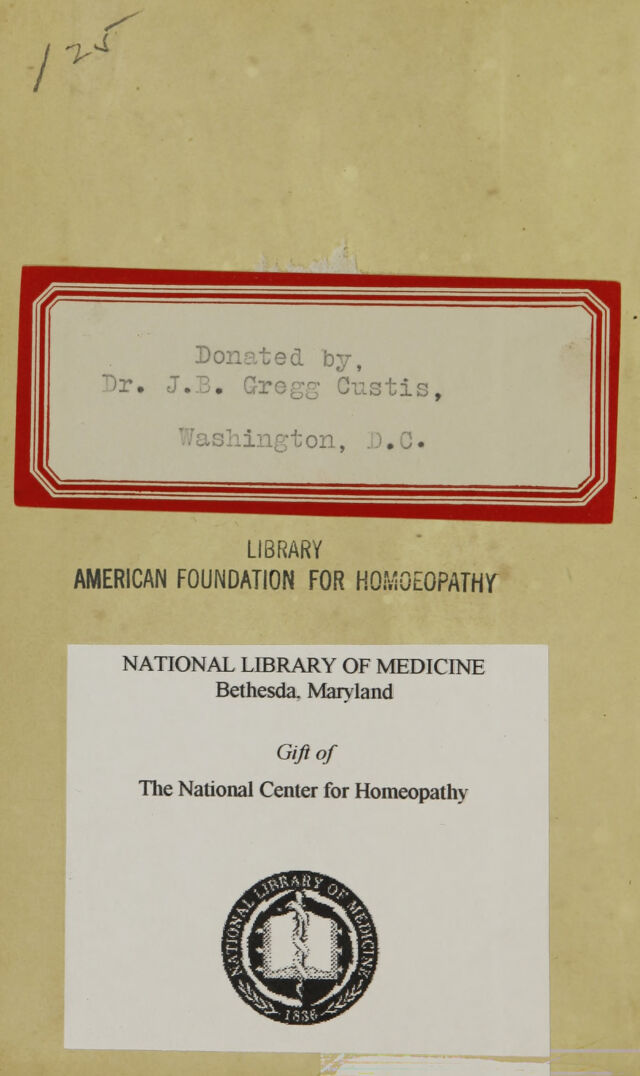 125
Donated by,
Dr. J.B. Gregg Custis,
Washington, D.C.
LIBRARY
AMERICAN FOUNDATION FOR HOMOEOPATHY
NATIONAL LIBRARY OF MEDICINE
Bethesda, Maryland
Gift of
The National Center for Homeopathy
NATIONAL LIBRARY OF MEDICINE
1836